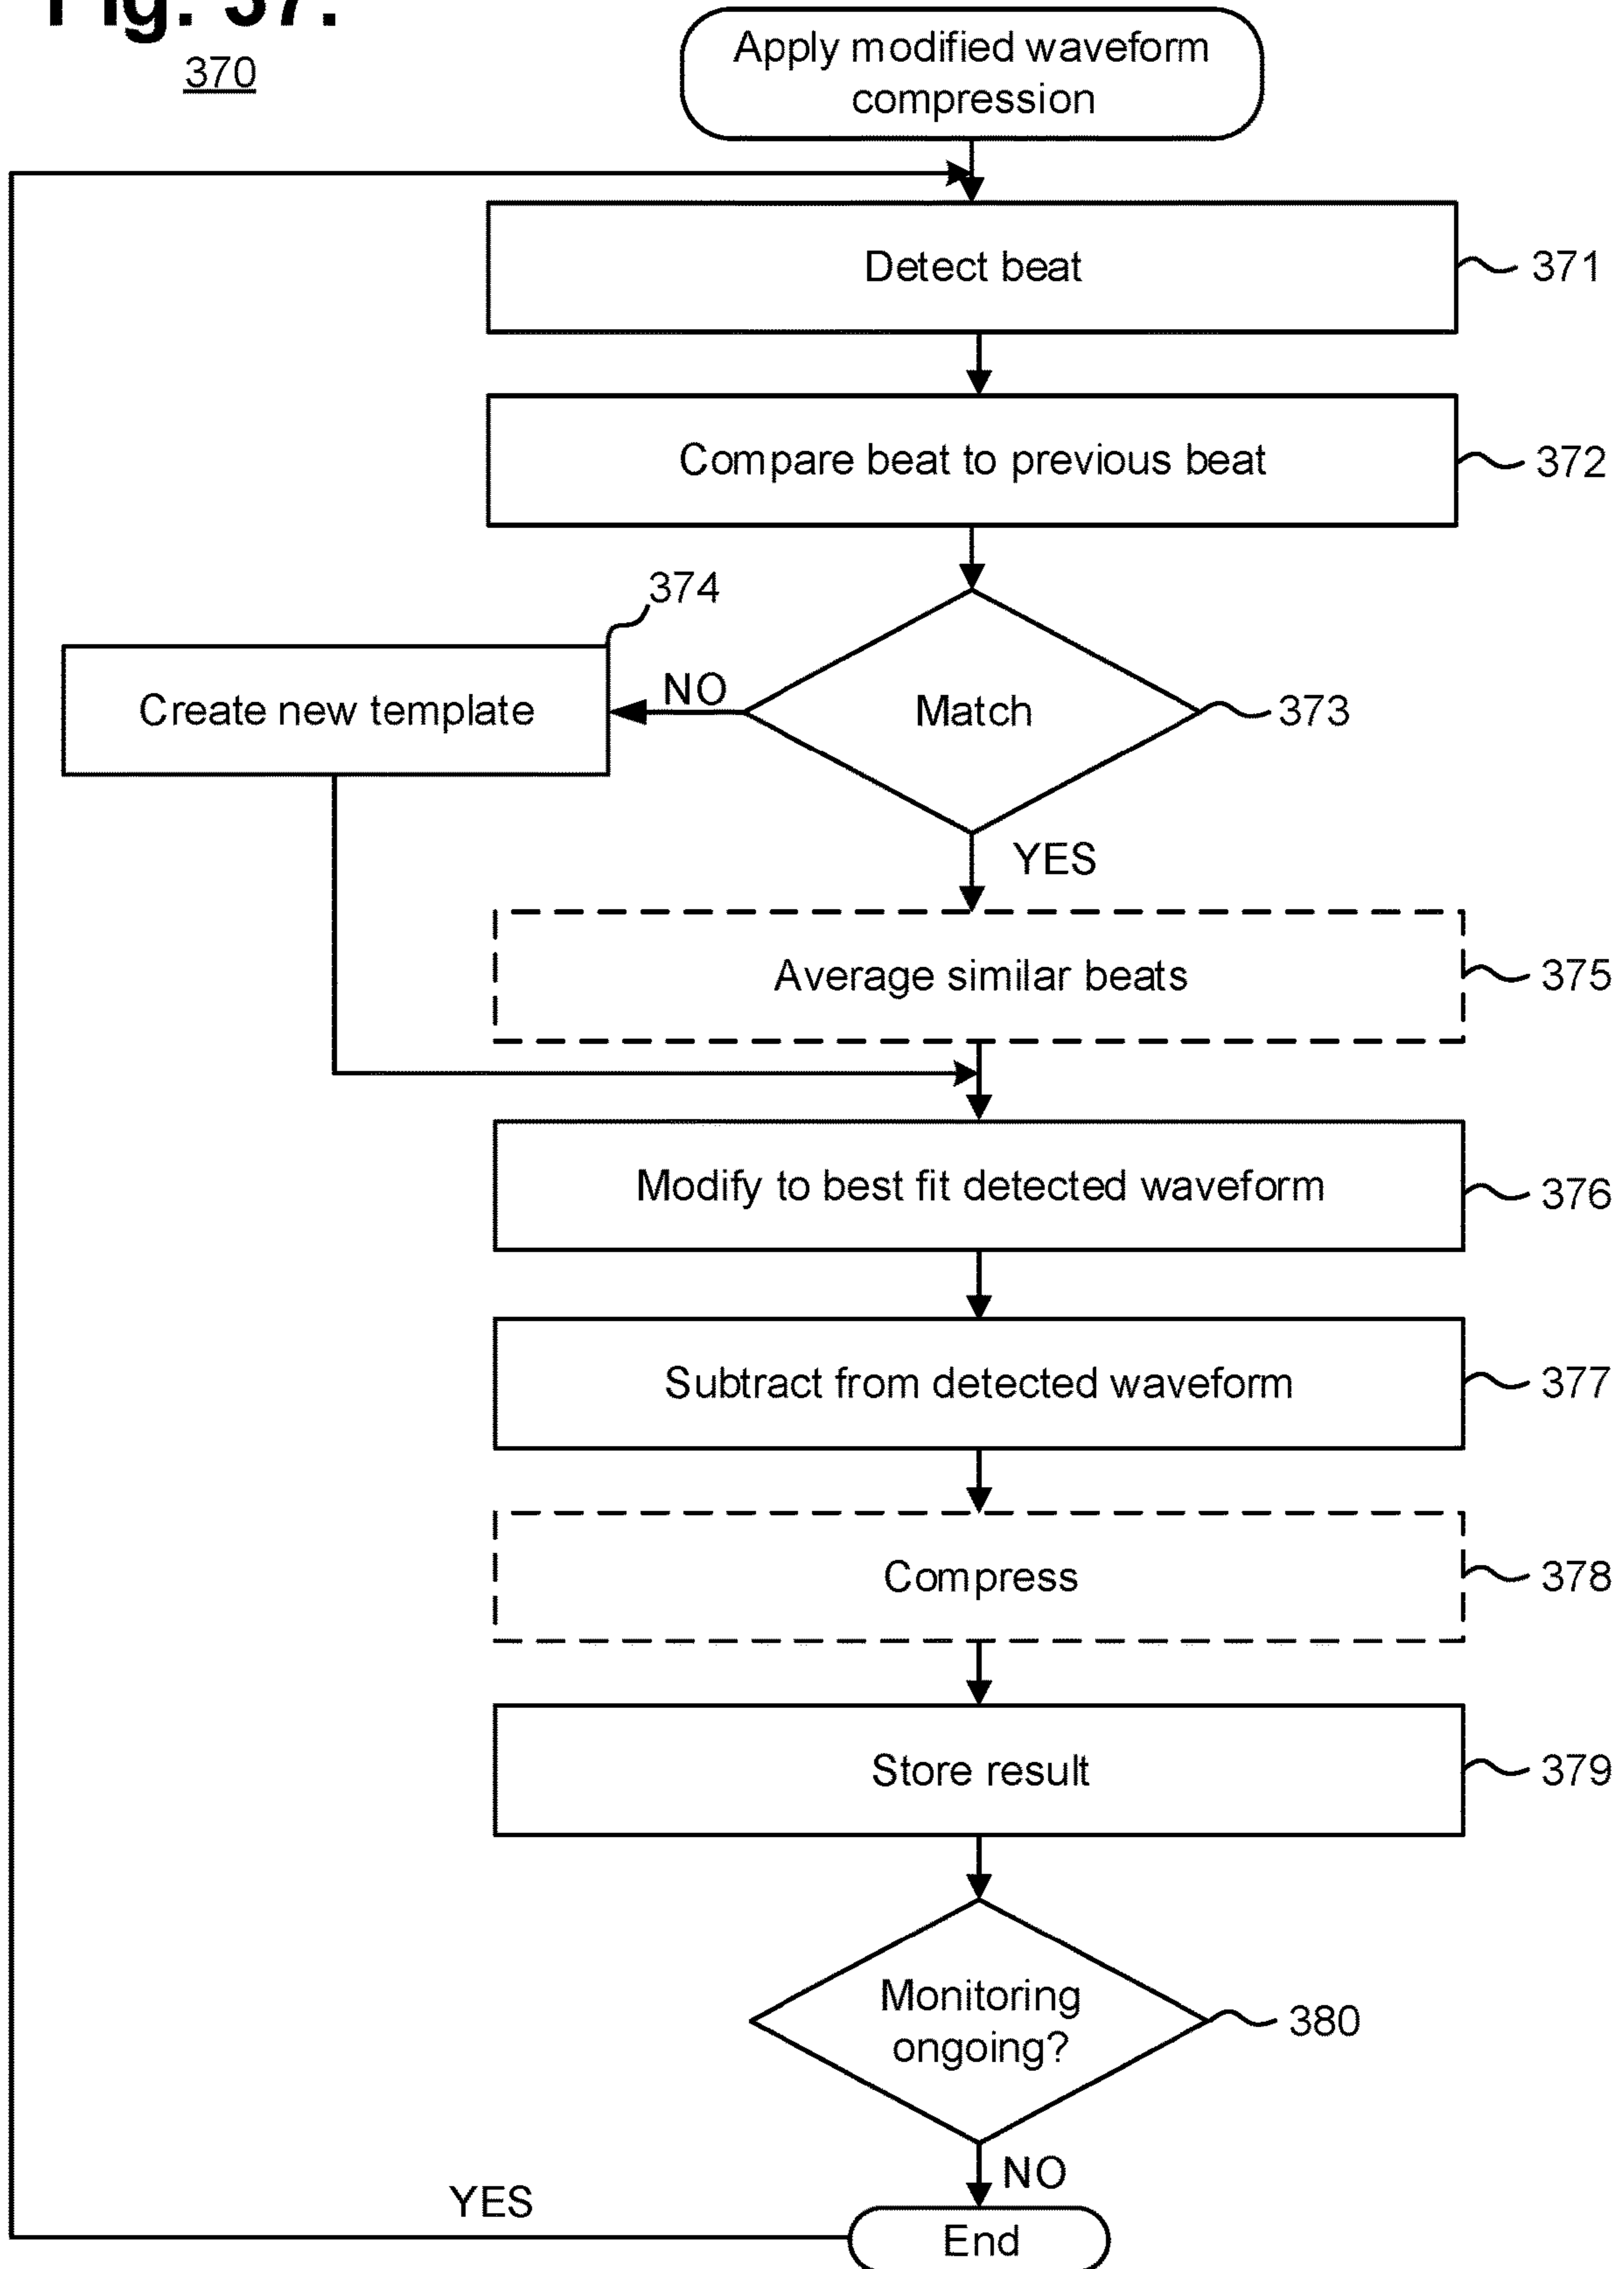 Fig. 37.
370
Apply modified waveform
compression
Detect beat
371
Compare beat to previous beat
372
374
Create new template
NO
Match
373
YES
Average similar beats
375
Modify to best fit detected waveform
376
Subtract from detected waveform
377
Compress
378
Store result
379
Monitoring
ongoing?
380
NO
YES
End